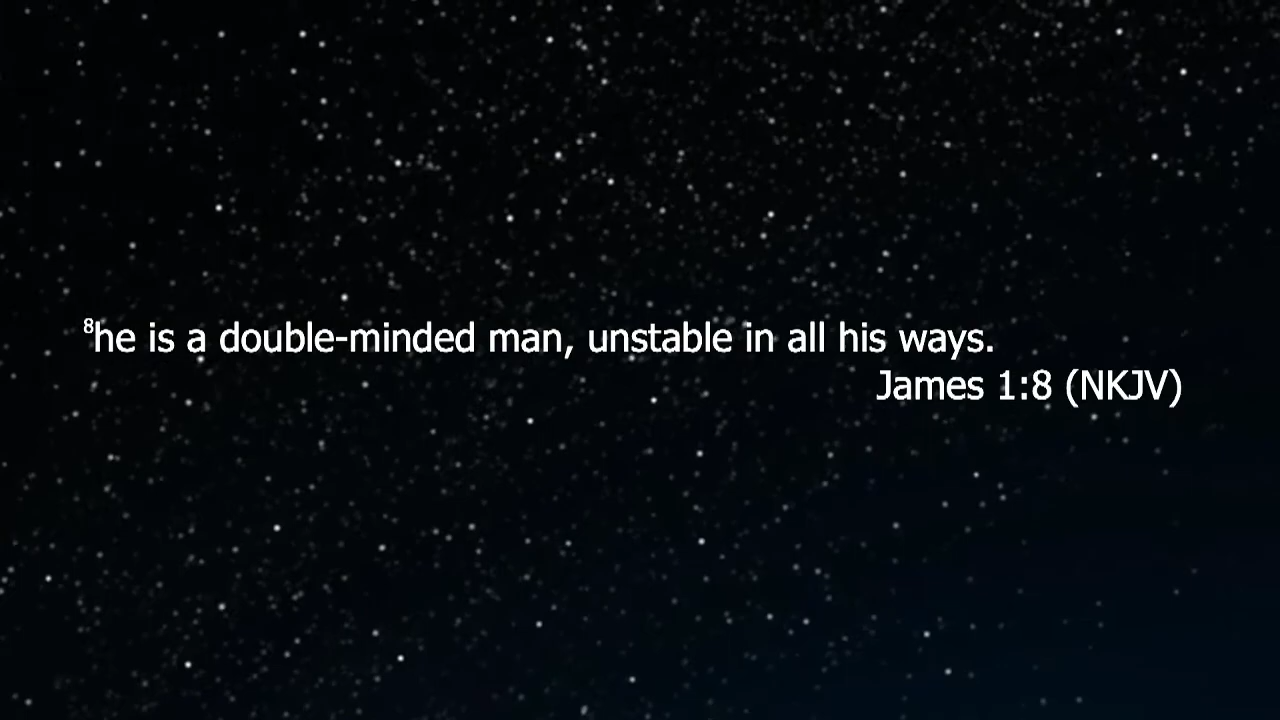 ⁸he is a double-minded man, unstable in all his ways.
James 1:8 (NKJV)